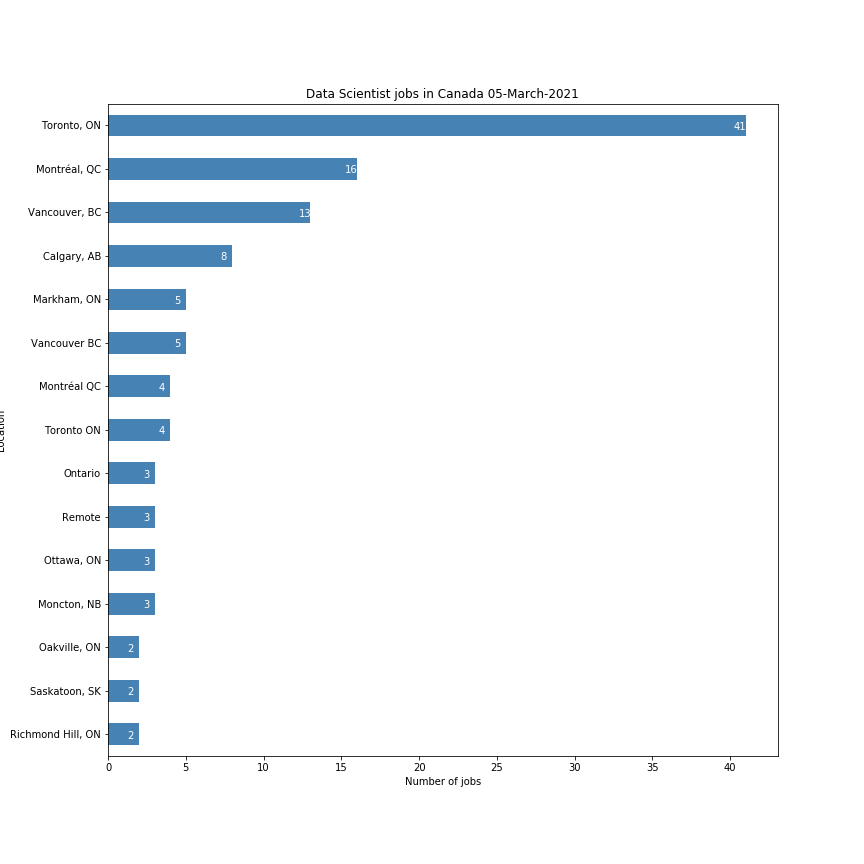 Data Scientist jobs in Canada 05-March-2021
Toronto, ON 41
Montréal, QC 16
Vancouver, BC 13
Calgary, AB 8
Markham, ON 5
Vancouver BC 5
Montréal QC 4
Toronto ON 4
Ontario 3
Remote 3
Ottawa, ON 3
Moncton, NB 3
Oakville, ON 2
Saskatoon, SK 2
Richmond Hill, ON 2
0 5 10 15 20 25 30 35 40
Number of jobs
Location